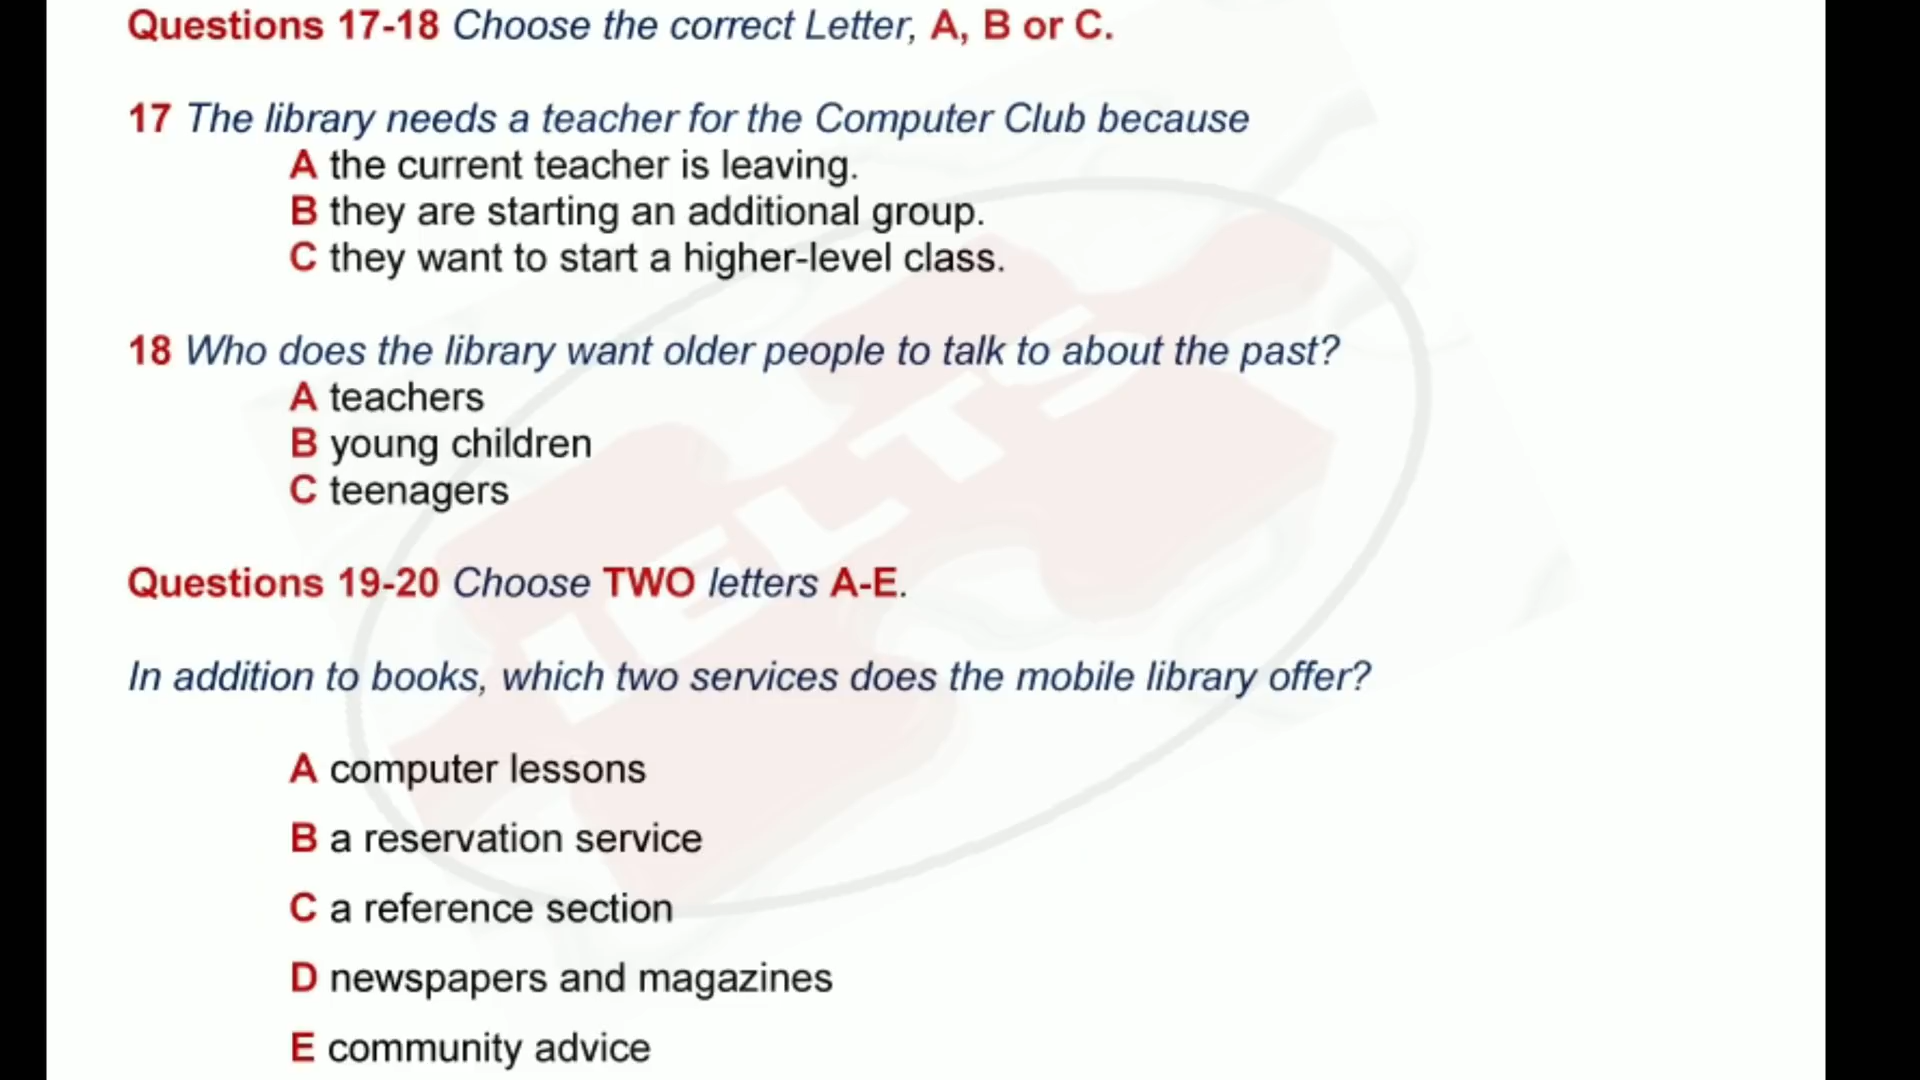 Questions 17-18 Choose the correct Letter, A, B or C.
17 The library needs a teacher for the Computer Club because
A the current teacher is leaving.
B they are starting an additional group.
C they want to start a higher-level class.
18 Who does the library want older people to talk to about the past?
A teachers
B young children
C teenagers
Questions 19-20 Choose TWO letters A-E.
In addition to books, which two services does the mobile library offer?
A computer lessons
B a reservation service
C a reference section
D newspapers and magazines
E community advice
IELTS